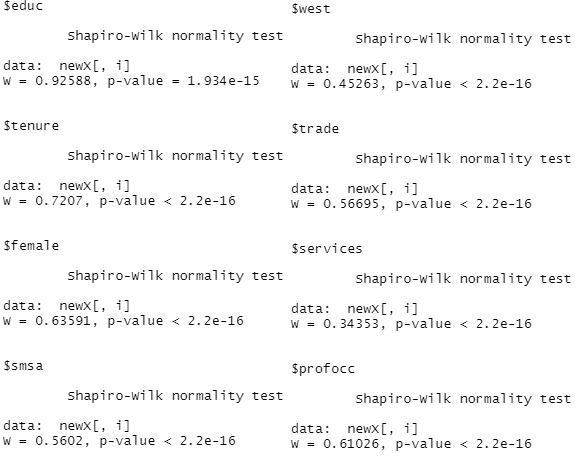 $educ
Shapiro-Wilk normality test
data: newX[, i]
W = 0.92588, p-value = 1.934e-15
$tenure
Shapiro-Wilk normality test
data: newX[, i]
W = 0.7207, p-value < 2.2e-16
$female
Shapiro-Wilk normality test
data: newX[, i]
W = 0.63591, p-value < 2.2e-16
$smsa
Shapiro-Wilk normality test
data: newX[, i]
W = 0.5602, p-value < 2.2e-16
$west
Shapiro-Wilk normality test
data: newX[, i]
W = 0.45263, p-value < 2.2e-16
$trade
Shapiro-Wilk normality test
data: newX[, i]
W = 0.56695, p-value < 2.2e-16
$services
Shapiro-Wilk normality test
data: newX[, i]
W = 0.34353, p-value < 2.2e-16
$profocc
Shapiro-Wilk normality test
data: newX[, i]
W = 0.61026, p-value < 2.2e-16